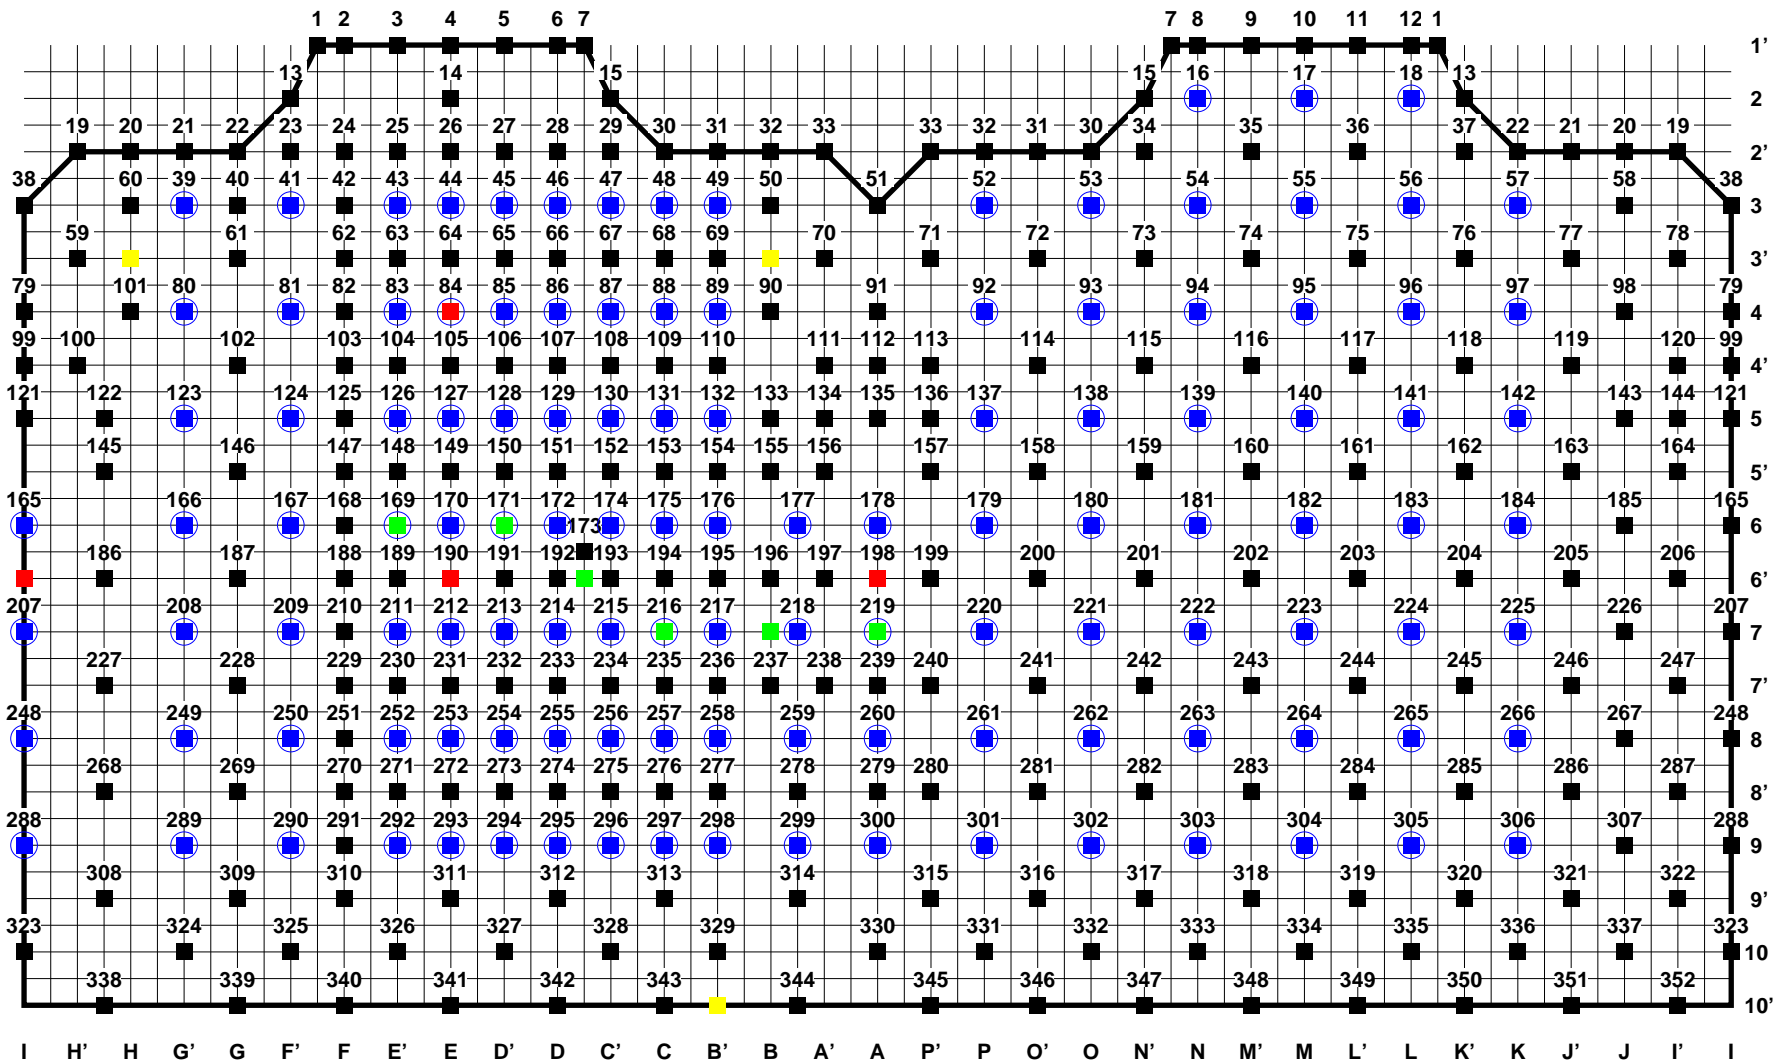 1 2 3 4 5 6 7 7 8 9 10 11 12 1
1’
13 14 15 15 16 17 18 13
2
19 20 21 22 23 24 25 26 27 28 29 30 31 32 33 33 32 31 30 34 35 36 37 22 21 20 19
2’
38 60 39 40 41 42 43 44 45 46 47 48 49 50 51 52 53 54 55 56 57 58 38
3
59 61 62 63 64 65 66 67 68 69 70 71 72 73 74 75 76 77 78
3’
79 101 80 81 82 83 84 85 86 87 88 89 90 91 92 93 94 95 96 97 98 79
4
99 100 102 103 104 105 106 107 108 109 110 111 112 113 114 115 116 117 118 119 120 99
4’
121 122 123 124 125 126 127 128 129 130 131 132 133 134 135 136 137 138 139 140 141 142 143 144 121
5
145 146 147 148 149 150 151 152 153 154 155 156 157 158 159 160 161 162 163 164
5’
165 166 167 168 169 170 171 172 174 175 176 177 178 179 180 181 182 183 184 185 165
173
6
186 187 188 189 190 191 192 193 194 195 196 197 198 199 200 201 202 203 204 205 206
6’
207 208 209 210 211 212 213 214 215 216 217 218 219 220 221 222 223 224 225 226 207
7
227 228 229 230 231 232 233 234 235 236 237 238 239 240 241 242 243 244 245 246 247
7’
248 249 250 251 252 253 254 255 256 257 258 259 260 261 262 263 264 265 266 267 248
8
268 269 270 271 272 273 274 275 276 277 278 279 280 281 282 283 284 285 286 287
8’
288 289 290 291 292 293 294 295 296 297 298 299 300 301 302 303 304 305 306 307 288
9
308 309 310 311 312 313 314 315 316 317 318 319 320 321 322
9’
323 324 325 326 327 328 329 330 331 332 333 334 335 336 337 323
10
338 339 340 341 342 343 344 345 346 347 348 349 350 351 352
10’
I H’ H G’ G F’ F E’ E D’ D C’ C B’ B A’ A P’ P O’ O N’ N M’ M L’ L K’ K J’ J I’ I